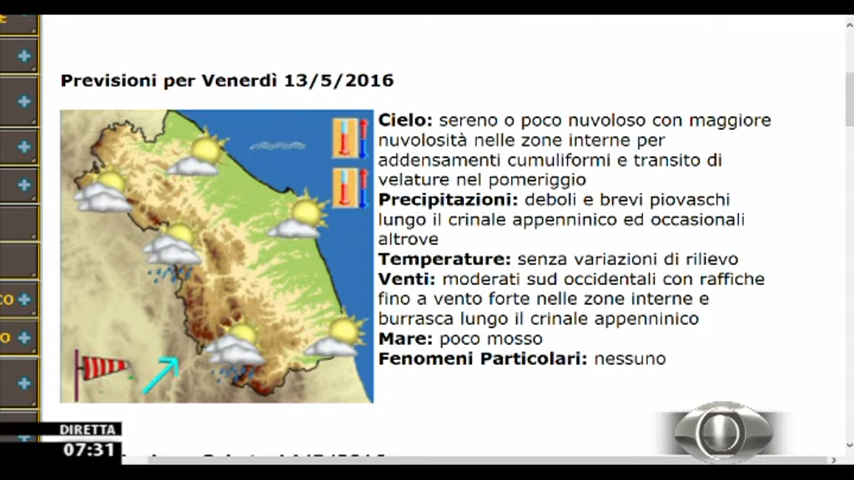 Previsioni per Venerdì 13/5/2016
Cielo: sereno o poco nuvoloso con maggiore
nuvolosità nelle zone interne per
addensamenti cumuliformi e transito di
velature nel pomeriggio
Precipitazioni: deboli e brevi piovaschi
lungo il crinale appenninico ed occasionali
altrove
Temperature: senza variazioni di rilievo
Venti: moderati sud occidentali con raffiche
fino a vento forte nelle zone interne e
burrasca lungo il crinale appenninico
Mare: poco mosso
Fenomeni Particolari: nessuno
CO
O
DIRETTA
07:31